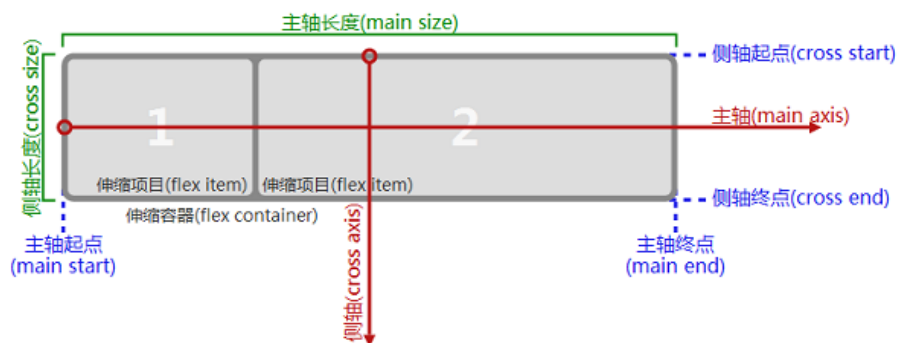 主轴长度(main size)
侧轴起点(cross start)
侧轴长度(cross size)
1
2
主轴(main axis)
伸缩项目(flex item)
伸缩项目(flex item)
侧轴终点(cross end)
伸缩容器(flex container)
主轴起点
(main start)
侧轴(cross axis)
主轴终点
(main end)